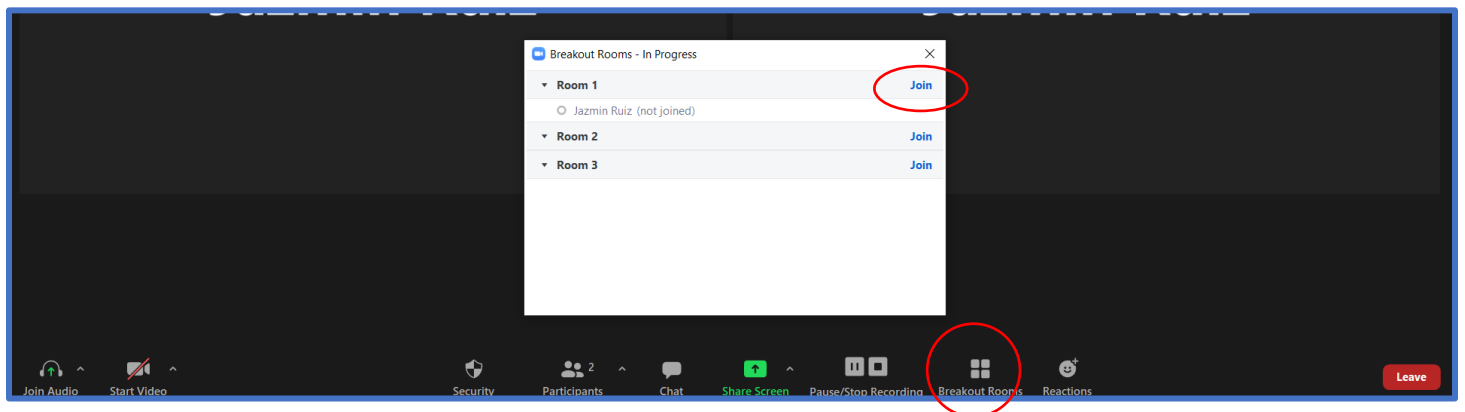 Breakout Rooms - In Progress
Room 1 Join
Jazmin Ruiz (not joined)
Room 2 Join
Room 3 Join
2
Join Audio Start Video Security Participants Chat Share Screen Pause/Stop Recording Breakout Rooms Reactions Leave